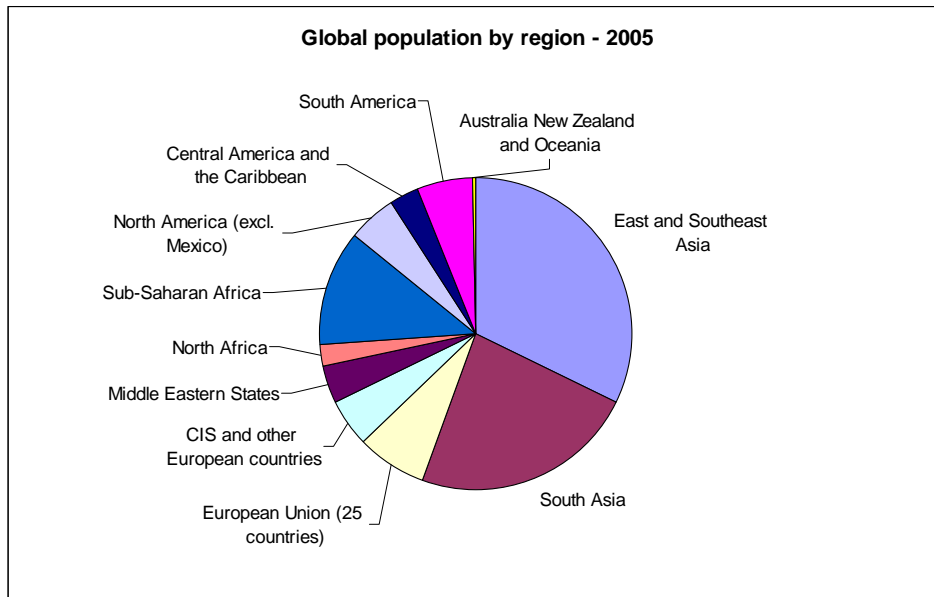 Global population by region - 2005
South America
Australia New Zealand
and Oceania
Central America and
the Caribbean
North America (excl.
Mexico)
East and Southeast
Asia
Sub-Saharan Africa
North Africa
Middle Eastern States
CIS and other
European countries
European Union (25
countries)
South Asia